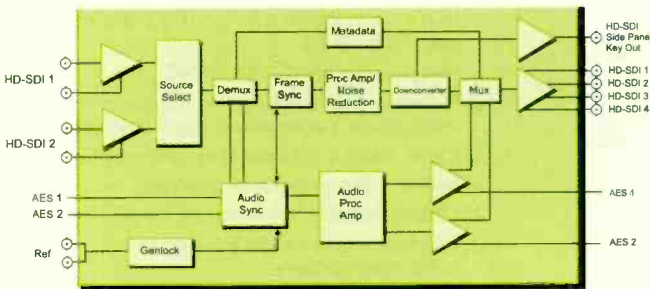 Metadata
HD-SDI
Side Panel
Key Out
HD-SDI 1
HD-SDI 2
Source
Select
Demux
Frame
Sync
Proc Amp/
Noise
Reduction
Downconverter
Mux
HD-SDI 1
HD-SDI 2
HD-SDI 3
HD-SDI 4
AES 1
AES 2
Audio
Sync
Audio
Proc
Amp
AES 1
AES 2
Ref
Genlock